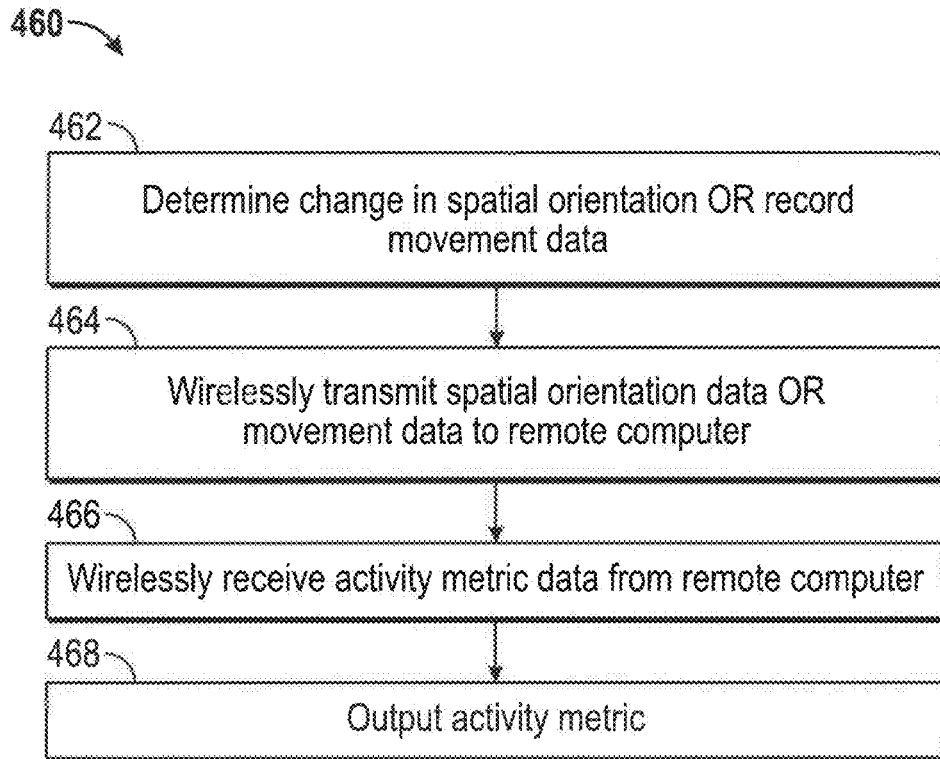 460
462
Determine change in spatial orientation OR record
movement data
464
Wirelessly transmit spatial orientation data OR
movement data to remote computer
466
Wirelessly receive activity metric data from remote computer
468
Output activity metric